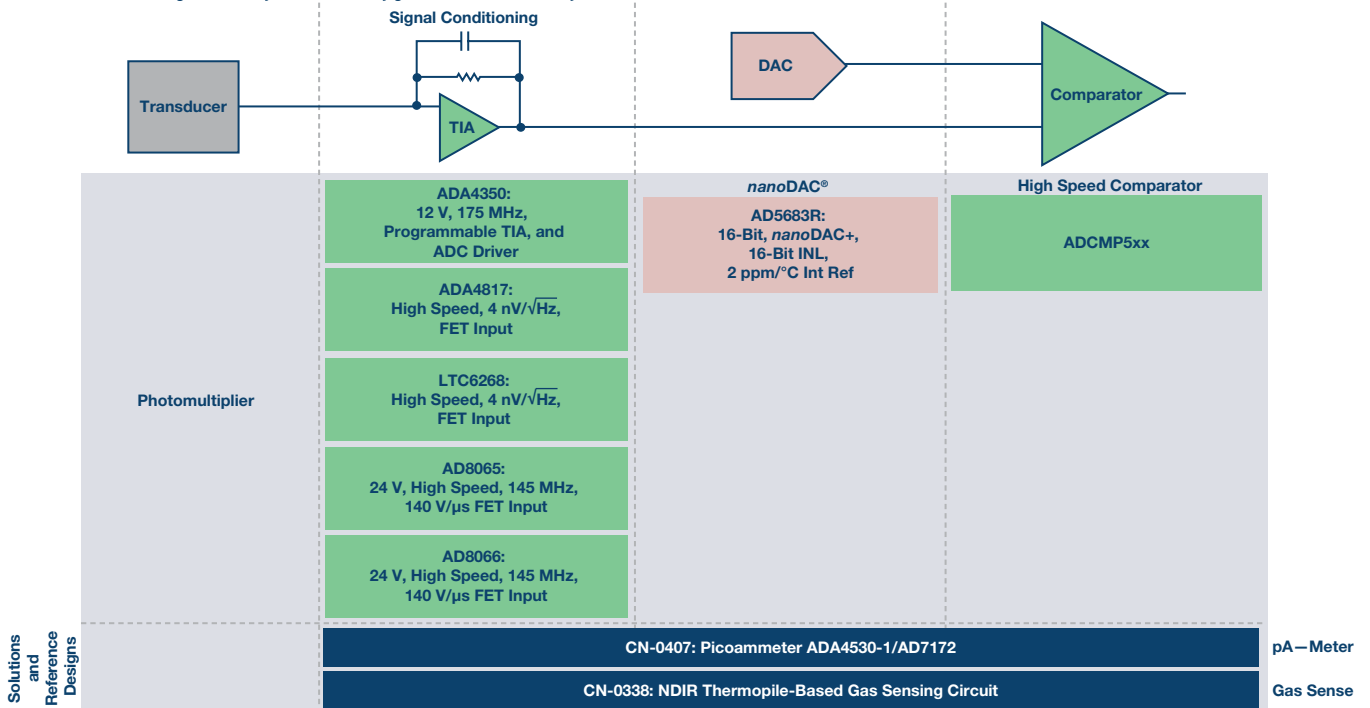 Signal Conditioning
Transducer
TIA
DAC
Comparator
Photomultiplier
ADA4350:
12 V, 175 MHz,
Programmable TIA, and
ADC Driver
ADA4817:
High Speed, 4 nV/√Hz,
FET Input
LTC6268:
High Speed, 4 nV/√Hz,
FET Input
AD8065:
24 V, High Speed, 145 MHz,
140 V/µs FET Input
AD8066:
24 V, High Speed, 145 MHz,
140 V/µs FET Input
nanoDAC®
AD5683R:
16-Bit, nanoDAC+,
16-Bit INL,
2 ppm/°C Int Ref
High Speed Comparator
ADCMP5xx
Solutions
and
Reference
Designs
CN-0407: Picoammeter ADA4530-1/AD7172
pA—Meter
CN-0338: NDIR Thermopile-Based Gas Sensing Circuit
Gas Sense